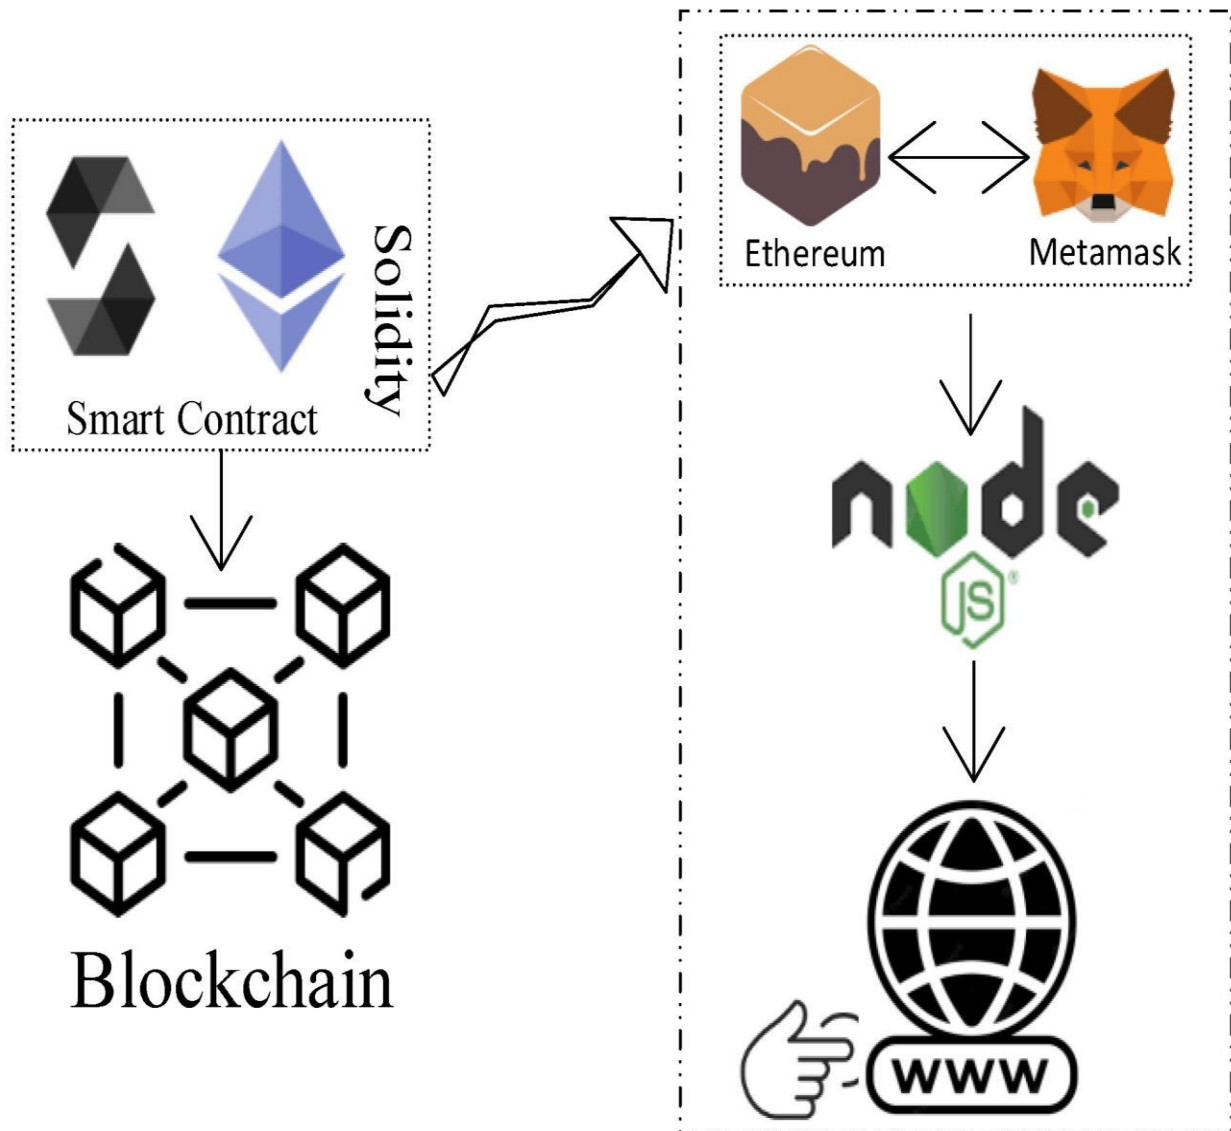 Solidity
Smart Contract
Blockchain
Ethereum
Metamask
node
JS®
WWW